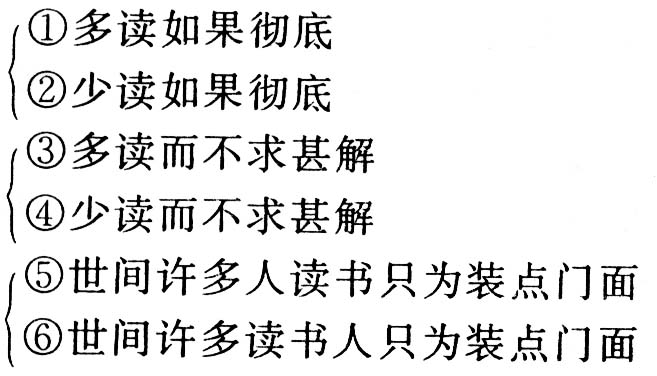 ①多读如果彻底
②少读如果彻底
③多读而不求甚解
④少读而不求甚解
⑤世间许多人读书只为装点门面
⑥世间许多读书人只为装点门面